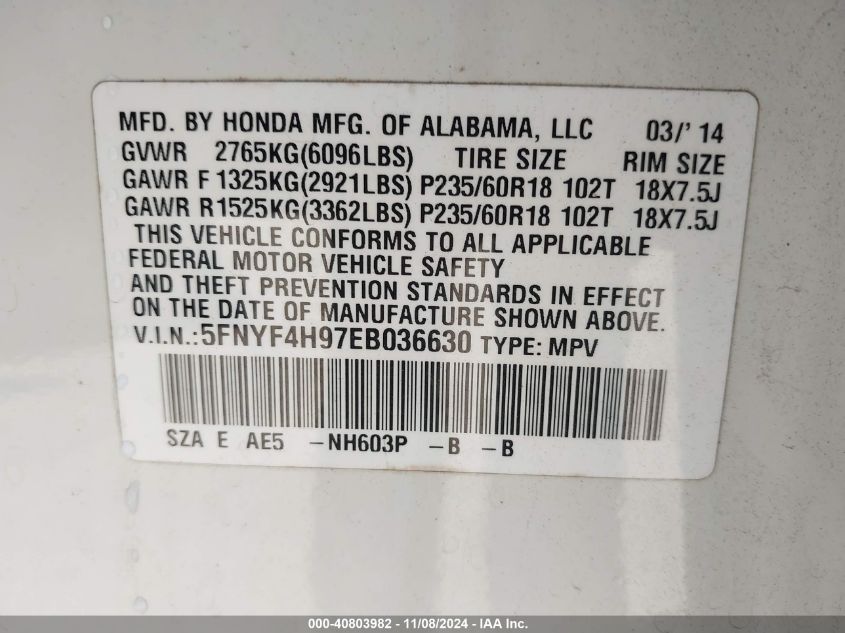 MFD. BY HONDA MFG. OF ALABAMA, LLC 03/' 14
GVWR 2765KG(6096LBS) TIRE SIZE RIM SIZE
GAWR F 1325KG(2921LBS) P235/60R18 102T 18X7.5J
GAWR R1525KG(3362LBS) P235/60R18 102T 18X7.5J
THIS VEHICLE CONFORMS TO ALL APPLICABLE
FEDERAL MOTOR VEHICLE SAFETY
AND THEFT PREVENTION STANDARDS IN EFFECT
ON THE DATE OF MANUFACTURE SHOWN ABOVE.
V.I.N.:5FNYF4H97EB036630 TYPE: MPV
SZA E AE5 -NH603P -B -B
000-40803982 - 11/08/2024 - IAA Inc.